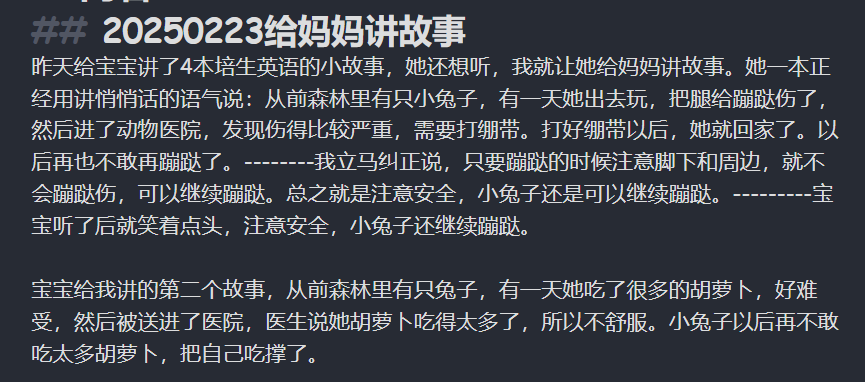 ## 20250223给妈妈讲故事
昨天给宝宝讲了4本培生英语的小故事，她还想听，我就让她给妈妈讲故事。她一本正
经用讲悄悄话的语气说：从前森林里有只小兔子，有一天她出去玩，把腿给蹦跶伤了，
然后进了动物医院，发现伤得比较严重，需要打绷带。打好绷带以后，她就回家了。以
后再也不敢再蹦跶了。--------我立马纠正说，只要蹦跶的时候注意脚下和周边，就不
会蹦跶伤，可以继续蹦跶。总之就是注意安全，小兔子还是可以继续蹦跶。---------宝
宝听了后就笑着点头，注意安全，小兔子还继续蹦跶。
宝宝给我讲的第二个故事，从前森林里有只兔子，有一天她吃了很多的胡萝卜，好难
受，然后被送进了医院，医生说她胡萝卜吃得太多了，所以不舒服。小兔子以后再不敢
吃太多胡萝卜，把自己吃撑了。